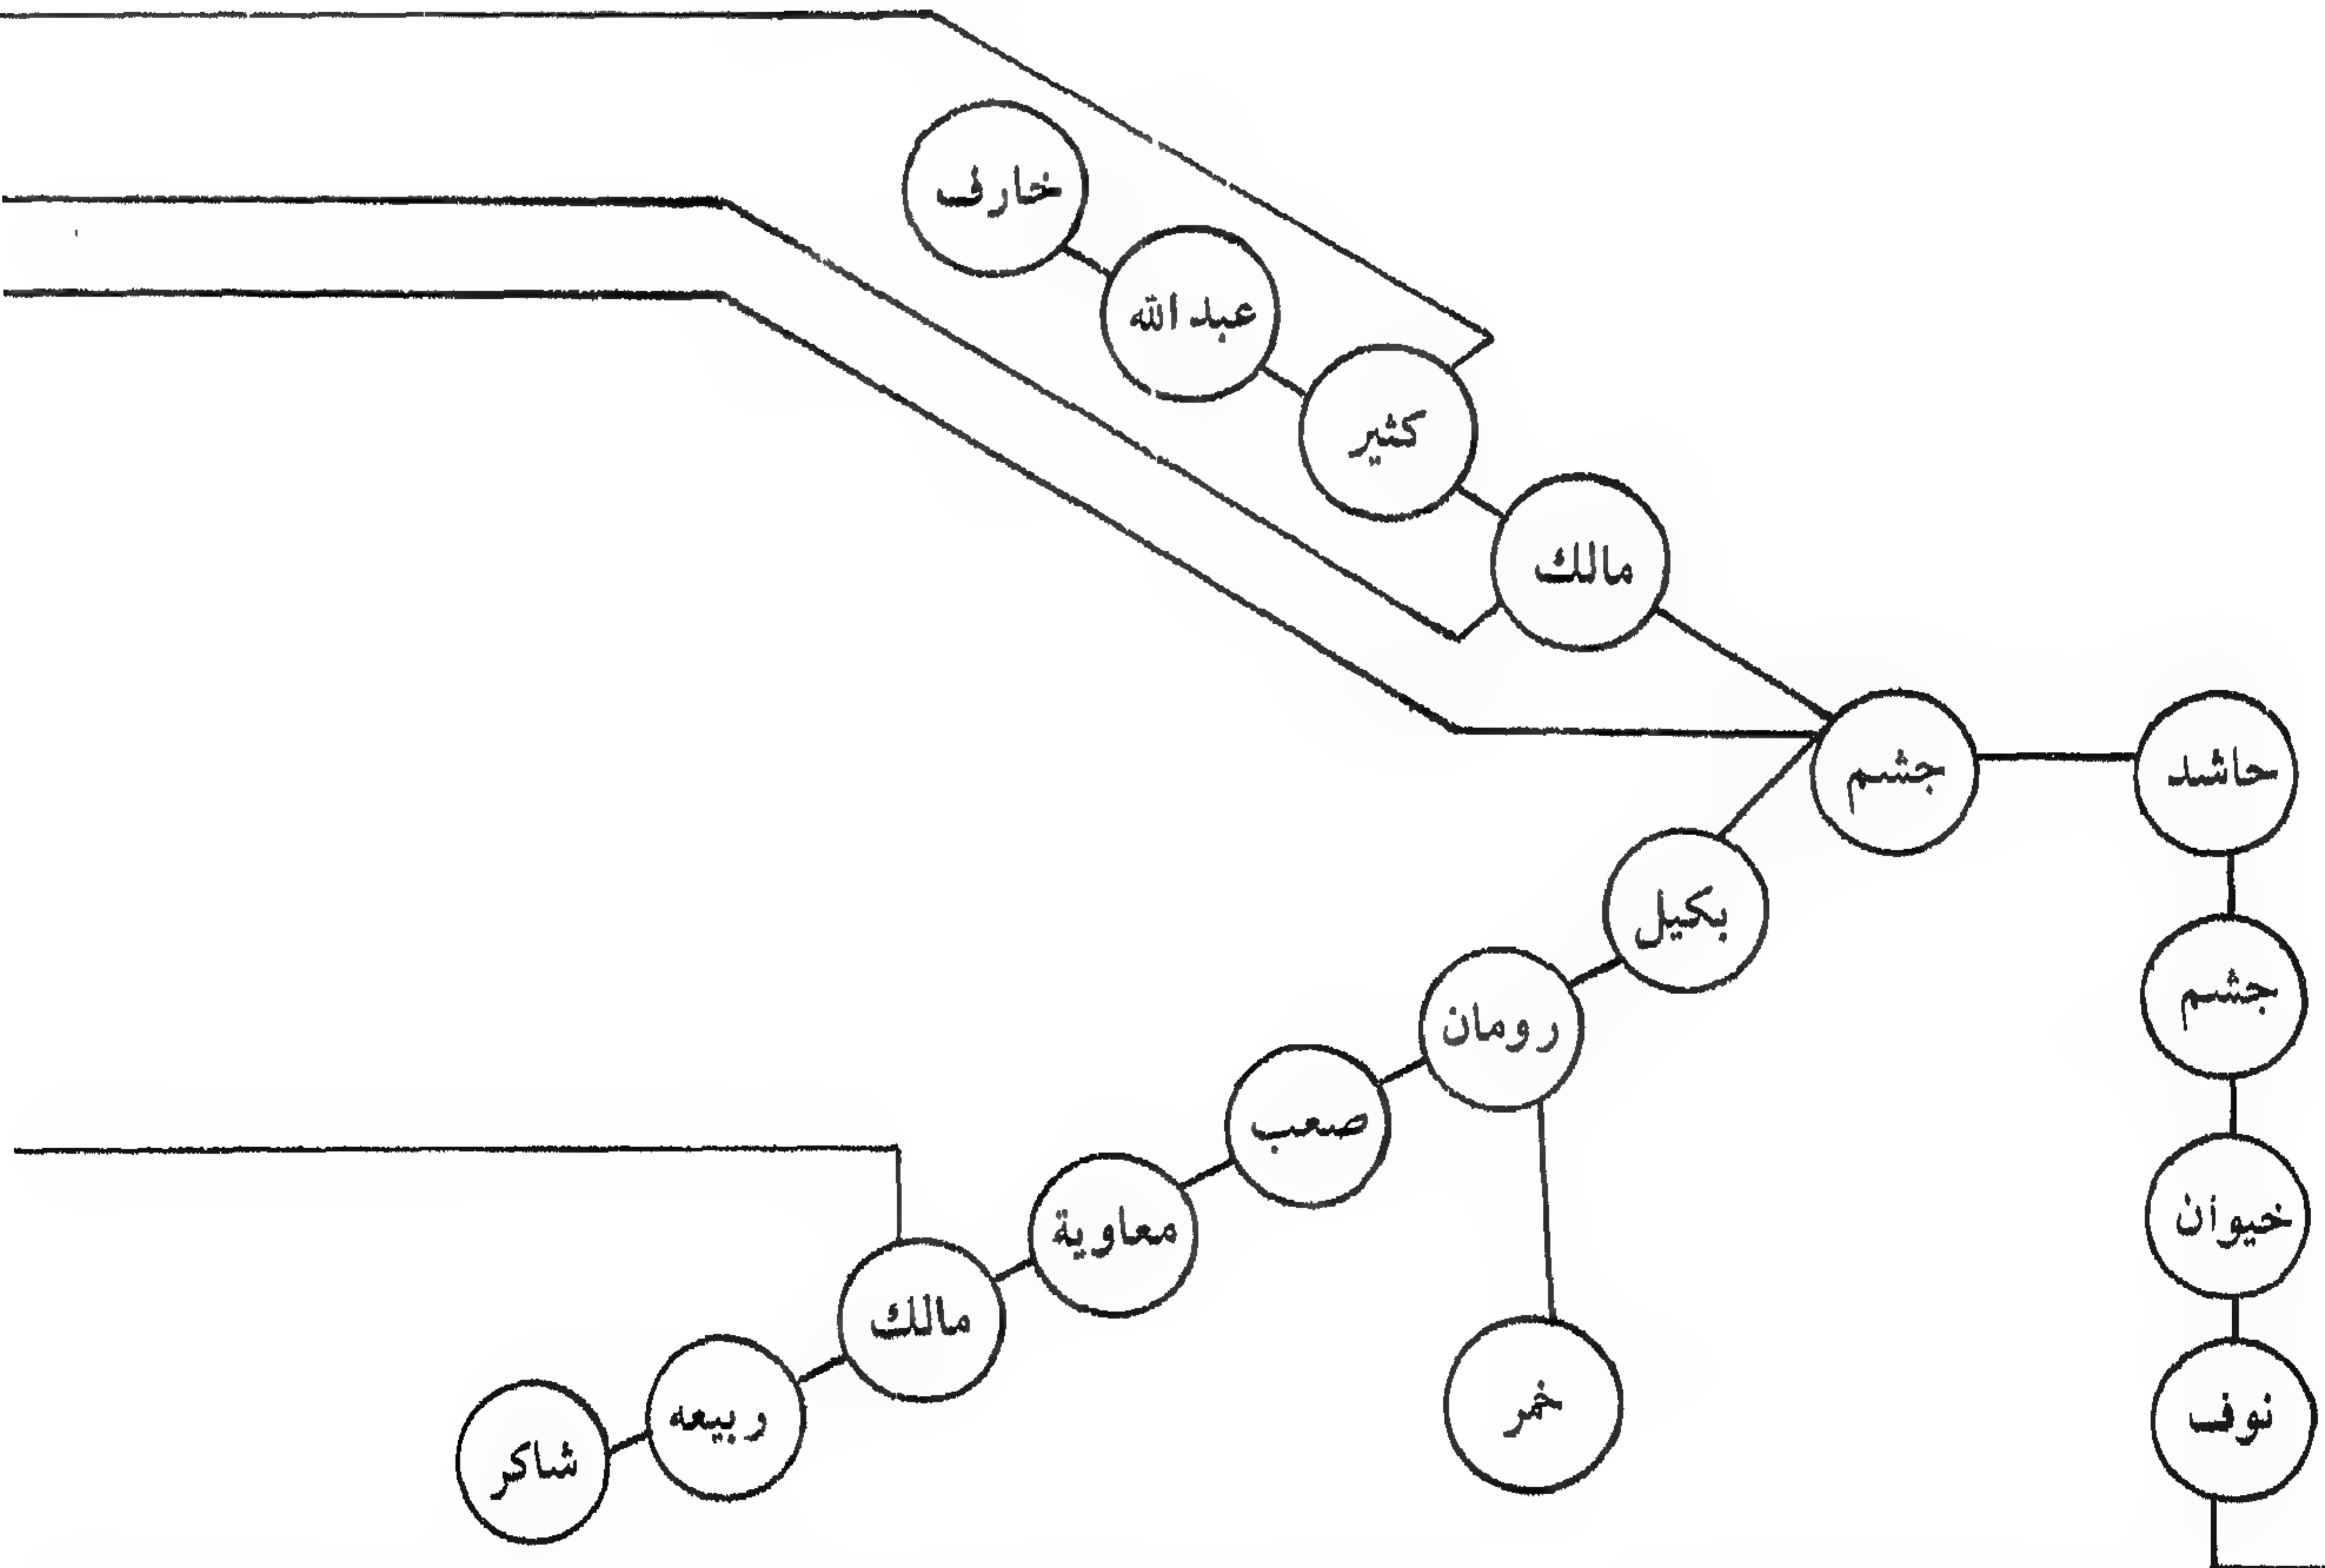 خارف
عبد الله
كثير
مالك
جشم
حاشد
بكيل
جشم
رومان
صعب
معاوية
خيوان
مالك
خمر
نوف
ربيعه
شاكر